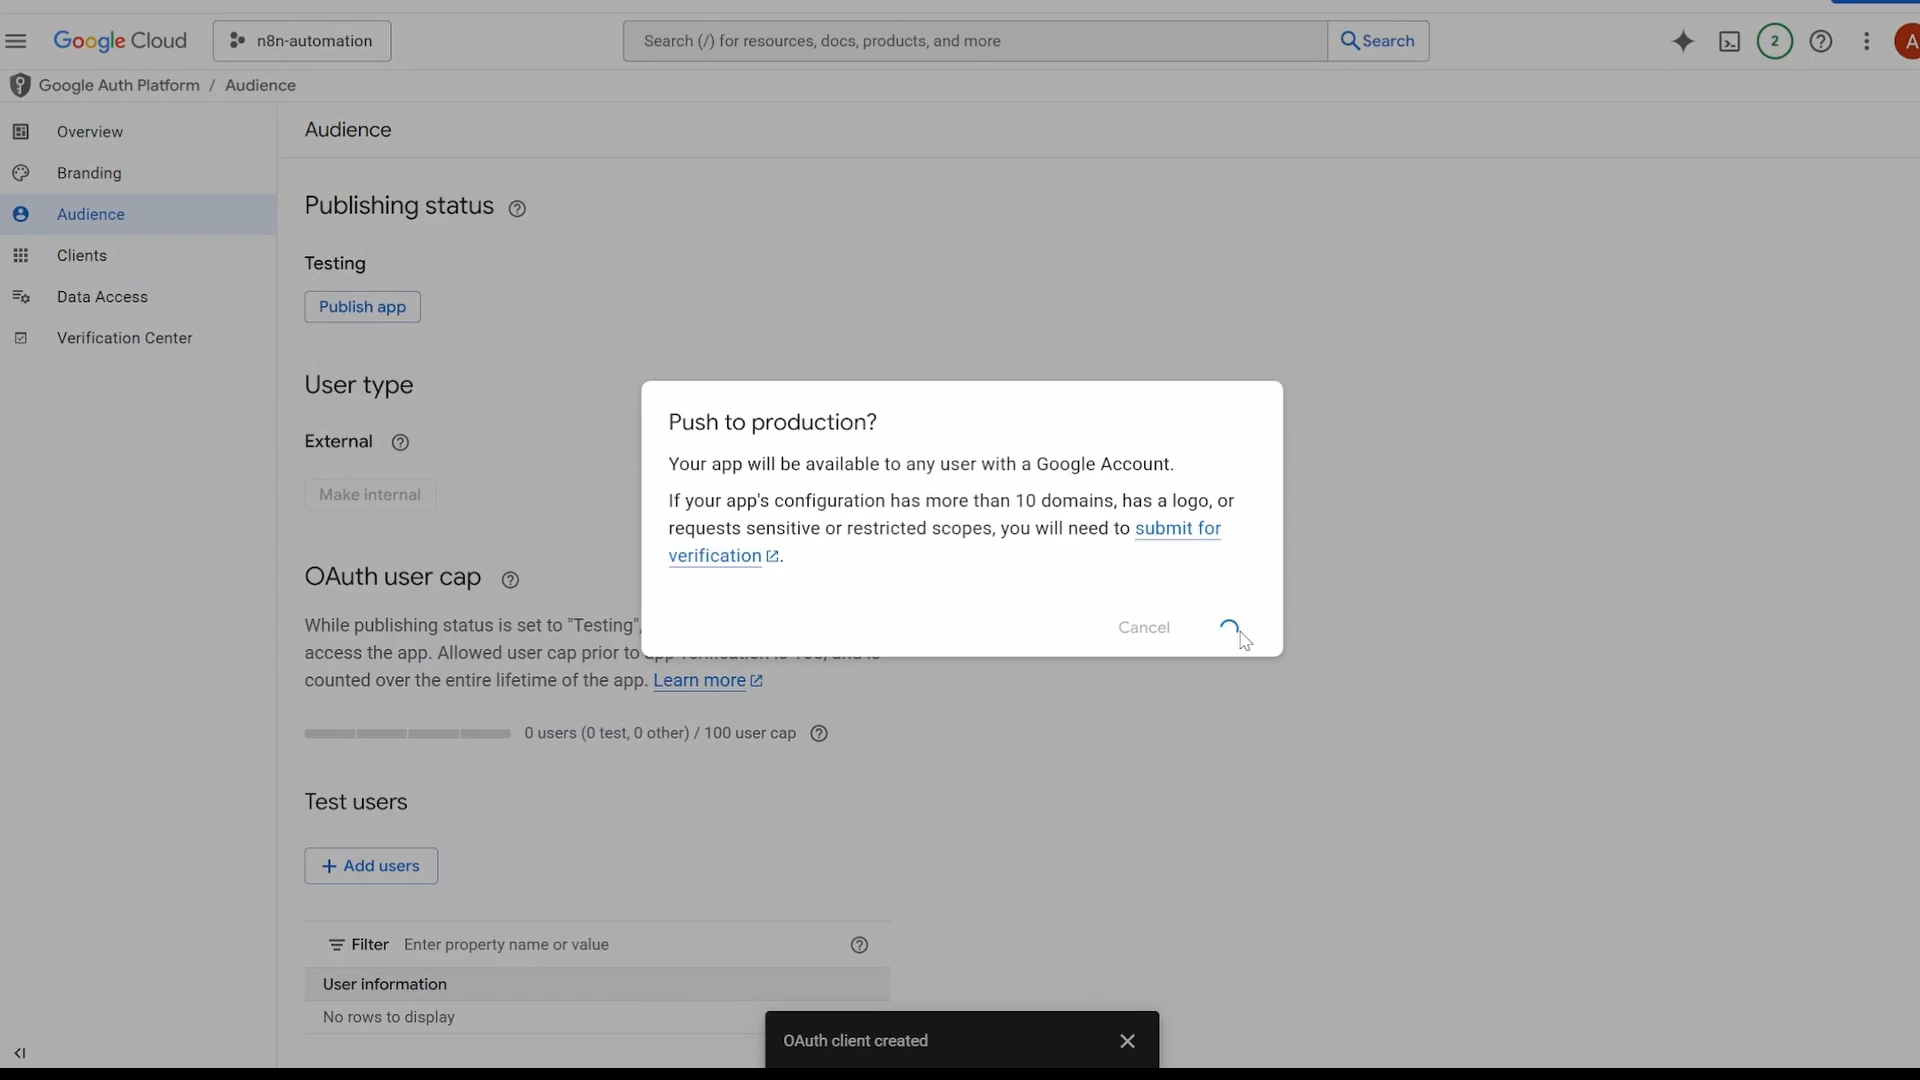 Google Cloud
n8n-automation
Search (/) for resources, docs, products, and more
Search
2
A
Google Auth Platform / Audience
Overview
Branding
Audience
Clients
Data Access
Verification Center
Audience
Publishing status
Testing
Publish app
User type
External
Make internal
OAuth user cap
While publishing status is set to "Testing",
access the app. Allowed user cap prior to
counted over the entire lifetime of the app. Learn more
0 users (0 test, 0 other) / 100 user cap
Test users
+ Add users
Filter Enter property name or value
User information
No rows to display
Push to production?
Your app will be available to any user with a Google Account.
If your app's configuration has more than 10 domains, has a logo, or
requests sensitive or restricted scopes, you will need to submit for
verification.
Cancel
OAuth client created